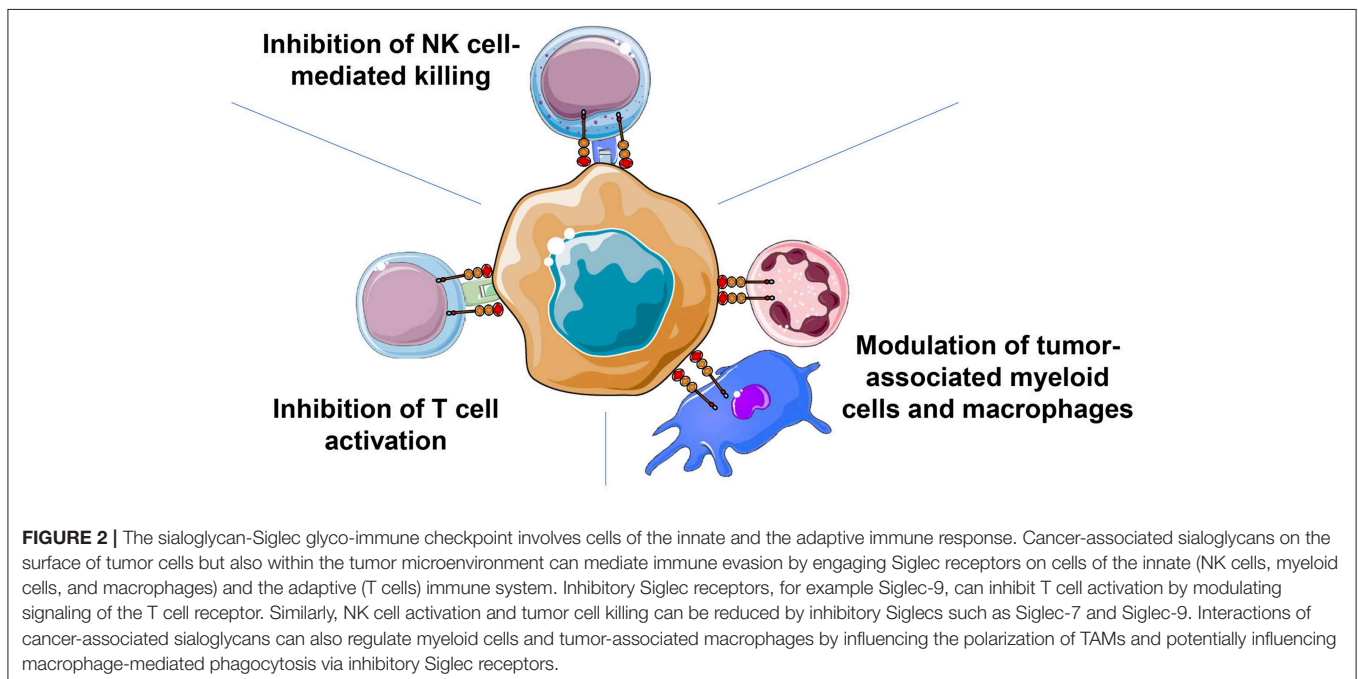 Inhibition of NK cell-
mediated killing
Inhibition of T cell
activation
Modulation of tumor-
associated myeloid
cells and macrophages
FIGURE 2 | The sialoglycan-Siglec glyco-immune checkpoint involves cells of the innate and the adaptive immune response. Cancer-associated sialoglycans on the
surface of tumor cells but also within the tumor microenvironment can mediate immune evasion by engaging Siglec receptors on cells of the innate (NK cells, myeloid
cells, and macrophages) and the adaptive (T cells) immune system. Inhibitory Siglec receptors, for example Siglec-9, can inhibit T cell activation by modulating
signaling of the T cell receptor. Similarly, NK cell activation and tumor cell killing can be reduced by inhibitory Siglecs such as Siglec-7 and Siglec-9. Interactions of
cancer-associated sialoglycans can also regulate myeloid cells and tumor-associated macrophages by influencing the polarization of TAMs and potentially influencing
macrophage-mediated phagocytosis via inhibitory Siglec receptors.